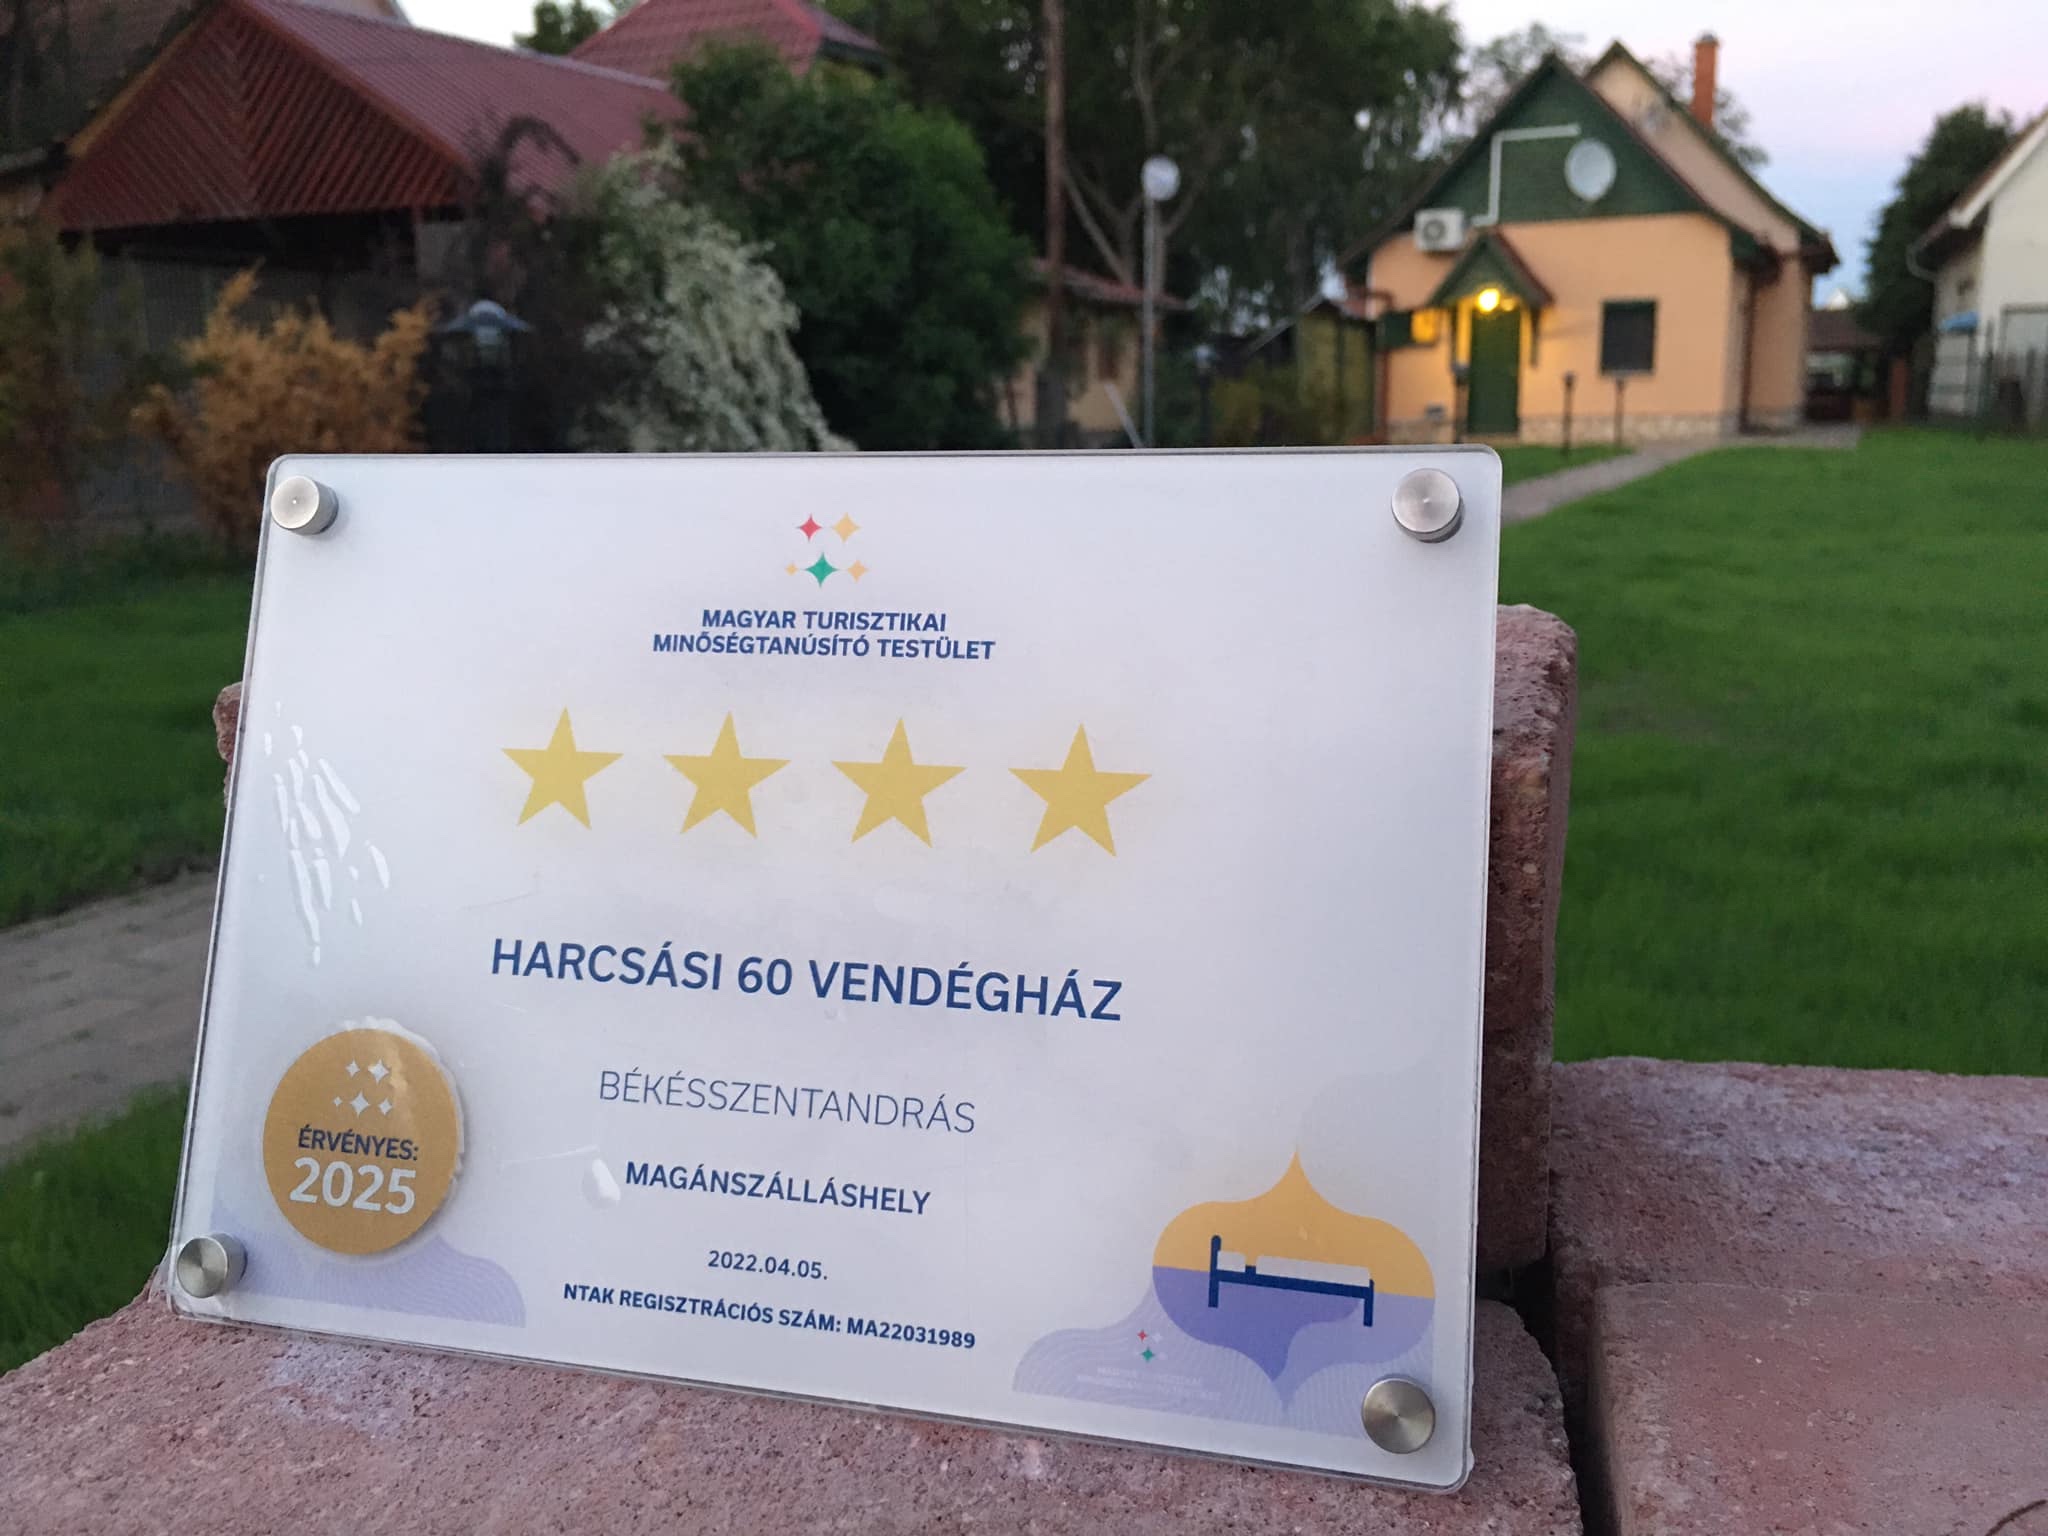 MAGYAR TURISZTIKAI
MINŐSÉGTANÚSÍTÓ TESTÜLET
HARCSÁSI 60 VENDÉGHÁZ
BÉKÉSSZENTANDRÁS
MAGÁNSZÁLLÁSHELY
2022.04.05.
NTAK REGISZTRÁCIÓS SZÁM: MA22031989
ÉRVÉNYES:
2025